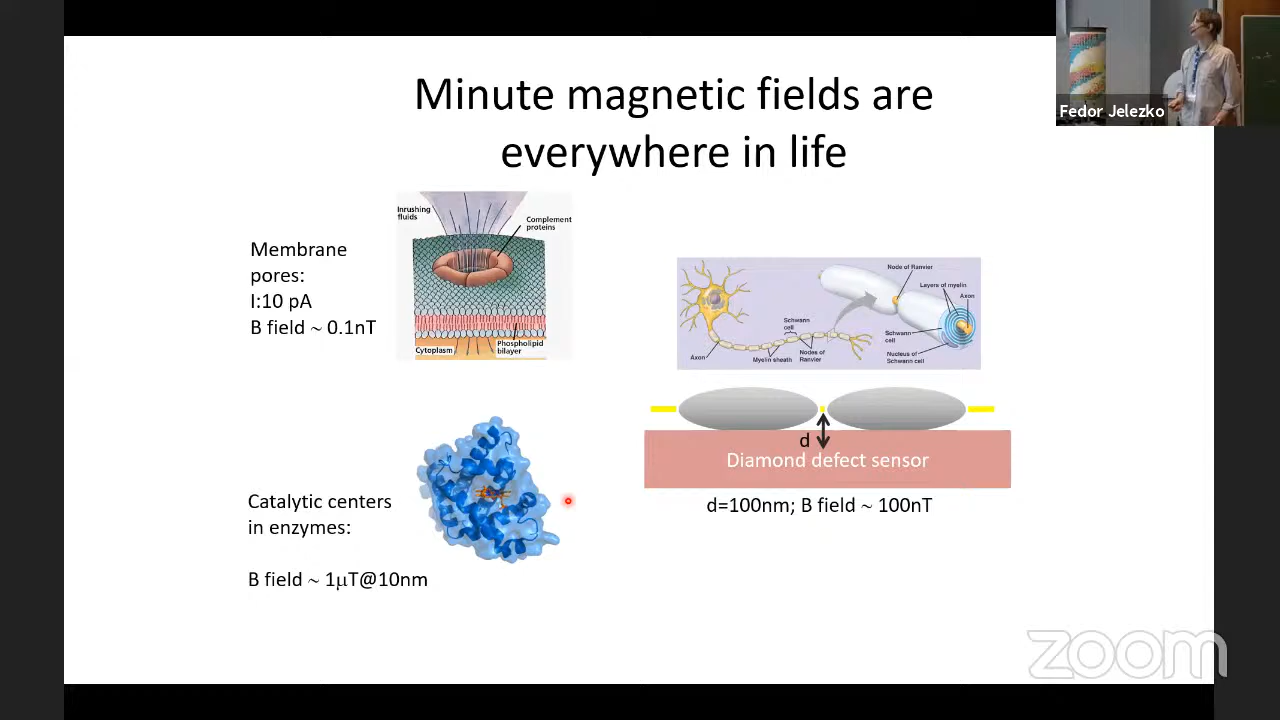 Minute magnetic fields are
everywhere in life
Fedor Jelezko
Membrane
pores:
I:10 pA
B field ~ 0.1nT
Inrushing
fluids
Complement
proteins
Cytoplasm
Phospholipid
bilayer
Node of Ranvier
Layers of myelin
Axon
Schwann
cell
Schwann
cell
Nucleus of
Schwann cell
Axon
Myelin sheath
Nodes of
Ranvier
d
Diamond defect sensor
d=100nm; B field ~ 100nT
Catalytic centers
in enzymes:
B field ~ 1μT@10nm
zoom